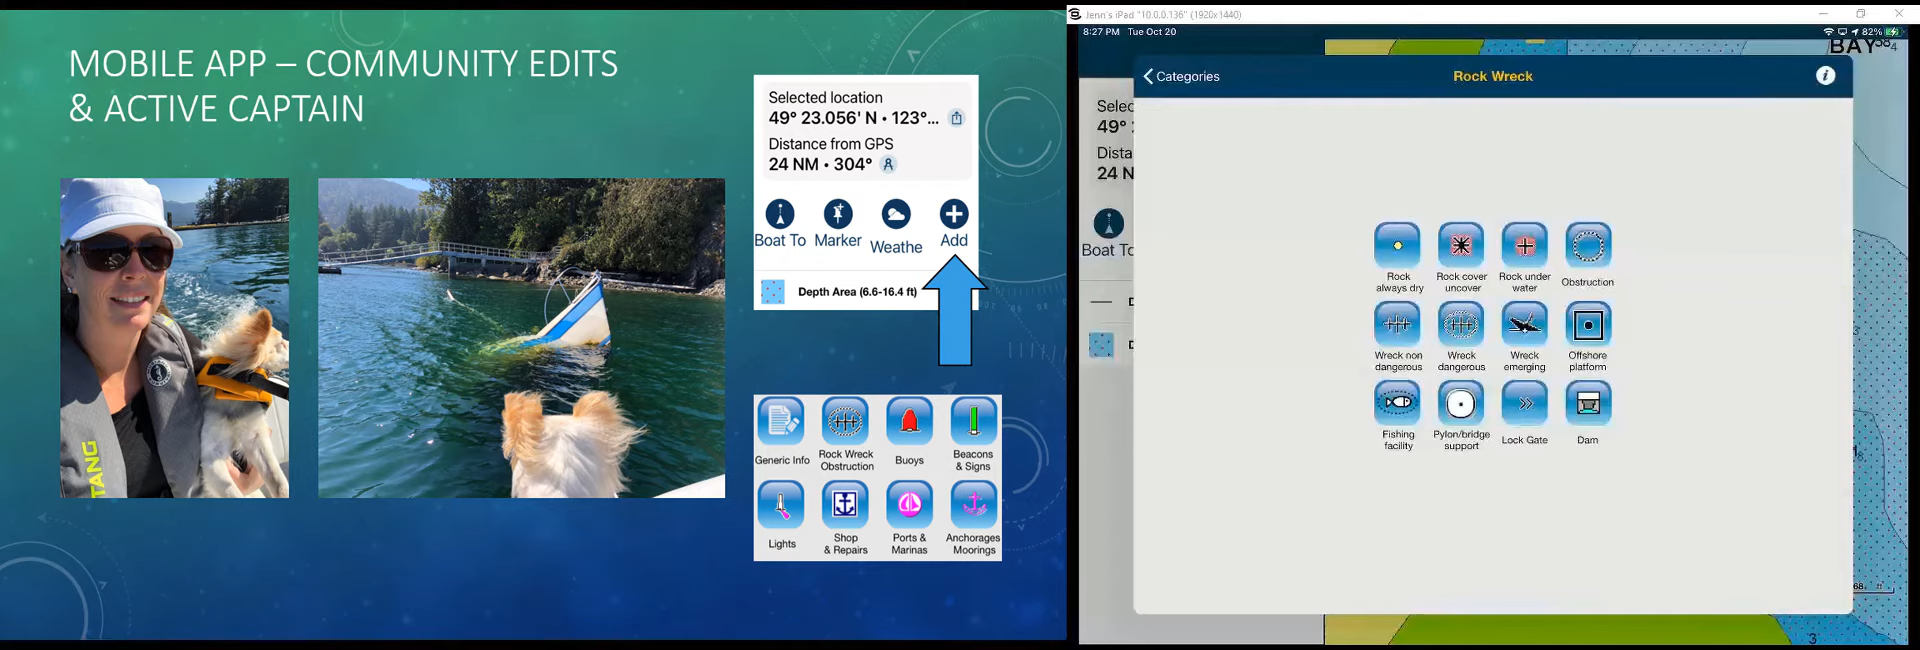 MOBILE APP – COMMUNITY EDITS
& ACTIVE CAPTAIN
Selected location
49° 23.056' N • 123°...
Distance from GPS
24 NM • 304°
Boat To
Marker
Weathe
Add
Depth Area (6.6-16.4 ft)
TANG
Generic Info
Rock Wreck
Obstruction
Buoys
Beacons
& Signs
Lights
Shop
& Repairs
Ports &
Marinas
Anchorages
Moorings
Jenn's iPad "10.0.0.136" (1920x1440)
8:27 PM Tue Oct 20
82%
BAY
4
Categories
Rock Wreck
i
Selec
49°
Dista
24 N
Boat To
D
D
Rock
always dry
Rock cover
uncover
Rock under
water
Obstruction
Wreck non
dangerous
Wreck
dangerous
Wreck
emerging
Offshore
platform
Fishing
facility
Pylon/bridge
support
Lock Gate
Dam
3